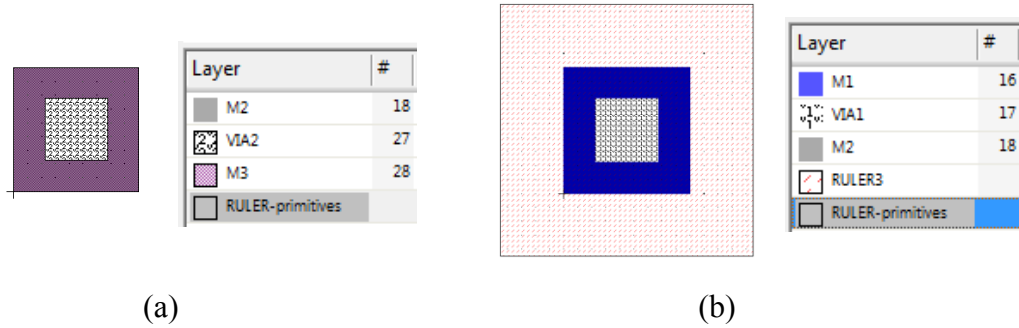 Layer #
M2 18
VIA2 27
M3 28
RULER-primitives
(a)
Layer #
M1 16
VIA1 17
M2 18
RULER3
RULER-primitives
(b)